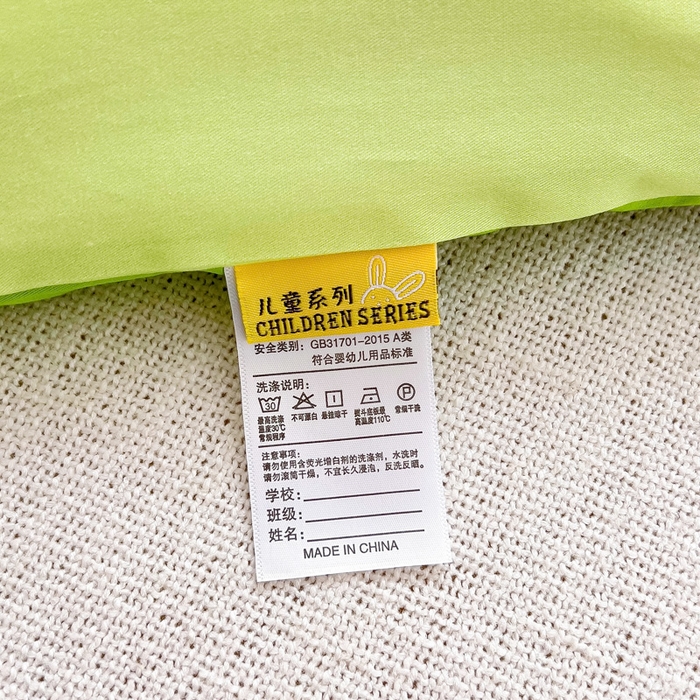 儿童系列
CHILDREN SERIES
安全类别：GB31701-2015 A类
符合婴幼儿用品标准
洗涤说明：
30
P
最高洗涤温度30℃常规程序
不可漂白
悬挂晾干
熨斗底板最高温度110℃
常规干洗
注意事项：
请勿使用含荧光增白剂的洗涤剂，水洗时
请勿滚筒干燥，不宜长久浸泡，反洗反晒。
学校：
班级：
姓名：
MADE IN CHINA